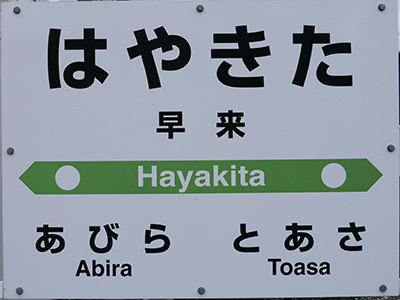 はやきた
早来
Hayakita
あびら とあさ
Abira Toasa